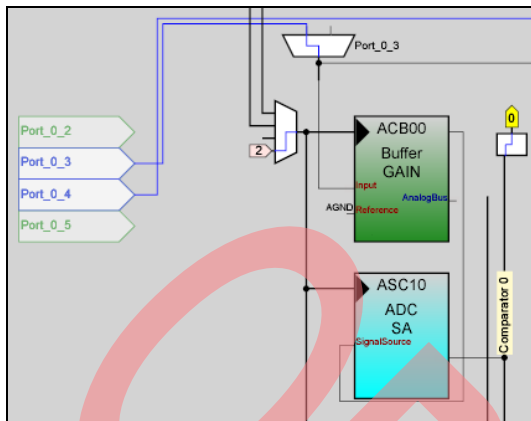 Port_0_3
Port_0_2
Port_0_3
Port_0_4
Port_0_5
2
0
ACB00
Buffer
GAIN
Input
AnalogBus
AGND
Reference
ASC10
ADC
SA
SignalSource
Comparator 0